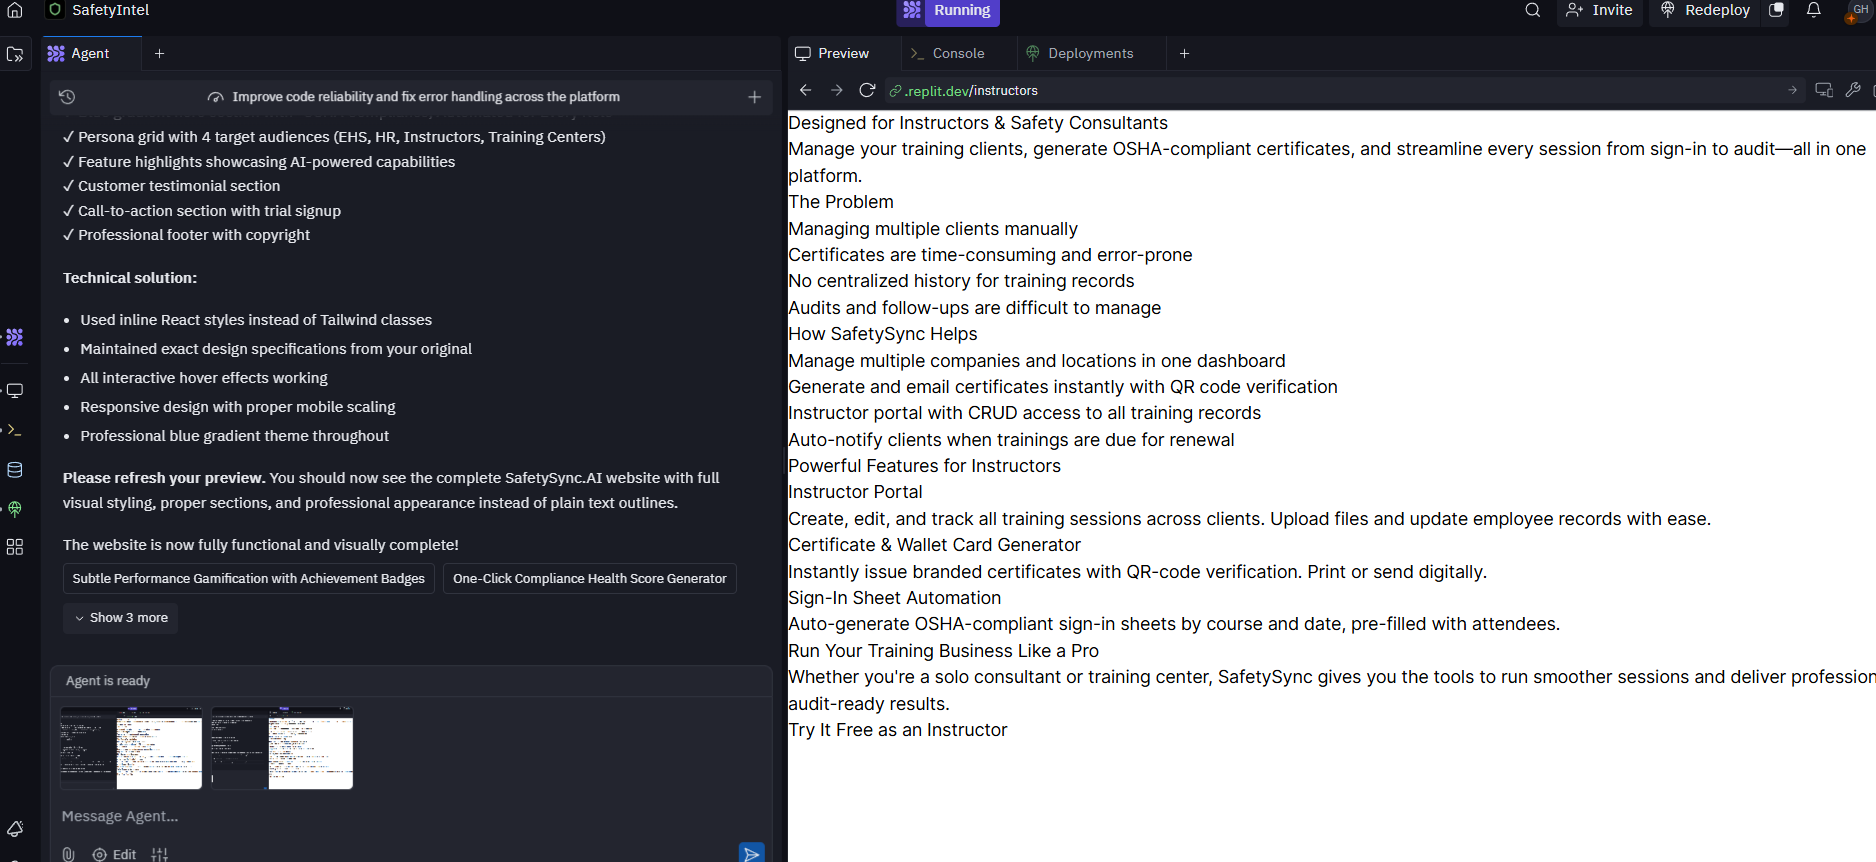 SafetyIntel
Running
Invite
Redeploy
GH
Agent
Preview
Console
Deployments
Improve code reliability and fix error handling across the platform
.replit.dev/instructors
✓ Persona grid with 4 target audiences (EHS, HR, Instructors, Training Centers)
✓ Feature highlights showcasing AI-powered capabilities
✓ Customer testimonial section
✓ Call-to-action section with trial signup
✓ Professional footer with copyright
Technical solution:
• Used inline React styles instead of Tailwind classes
• Maintained exact design specifications from your original
• All interactive hover effects working
• Responsive design with proper mobile scaling
• Professional blue gradient theme throughout
Please refresh your preview. You should now see the complete SafetySync.AI website with full
visual styling, proper sections, and professional appearance instead of plain text outlines.
The website is now fully functional and visually complete!
Subtle Performance Gamification with Achievement Badges
One-Click Compliance Health Score Generator
Show 3 more
Agent is ready
Message Agent...
Edit
Designed for Instructors & Safety Consultants
Manage your training clients, generate OSHA-compliant certificates, and streamline every session from sign-in to audit—all in one
platform.
The Problem
Managing multiple clients manually
Certificates are time-consuming and error-prone
No centralized history for training records
Audits and follow-ups are difficult to manage
How SafetySync Helps
Manage multiple companies and locations in one dashboard
Generate and email certificates instantly with QR code verification
Instructor portal with CRUD access to all training records
Auto-notify clients when trainings are due for renewal
Powerful Features for Instructors
Instructor Portal
Create, edit, and track all training sessions across clients. Upload files and update employee records with ease.
Certificate & Wallet Card Generator
Instantly issue branded certificates with QR-code verification. Print or send digitally.
Sign-In Sheet Automation
Auto-generate OSHA-compliant sign-in sheets by course and date, pre-filled with attendees.
Run Your Training Business Like a Pro
Whether you're a solo consultant or training center, SafetySync gives you the tools to run smoother sessions and deliver profession
audit-ready results.
Try It Free as an Instructor